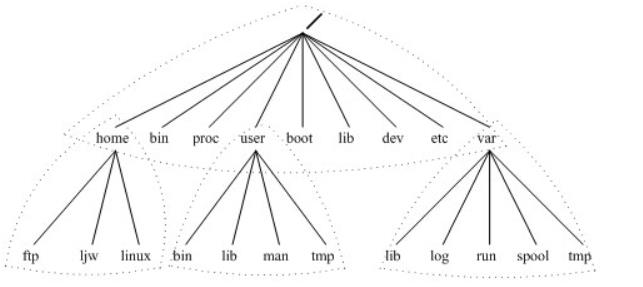 /
home bin proc user boot lib dev etc var
ftp ljw linux bin lib man tmp lib log run spool tmp